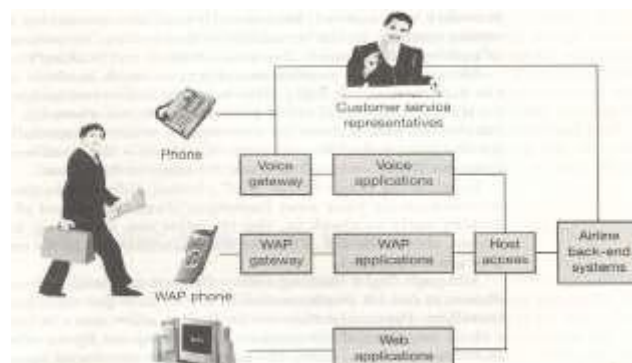 Customer service
representatives
Phone
Voice
gateway
Voice
applications
WAP phone
WAP
gateway
WAP
applications
Host
access
Airline
back-end
systems
Web
applications